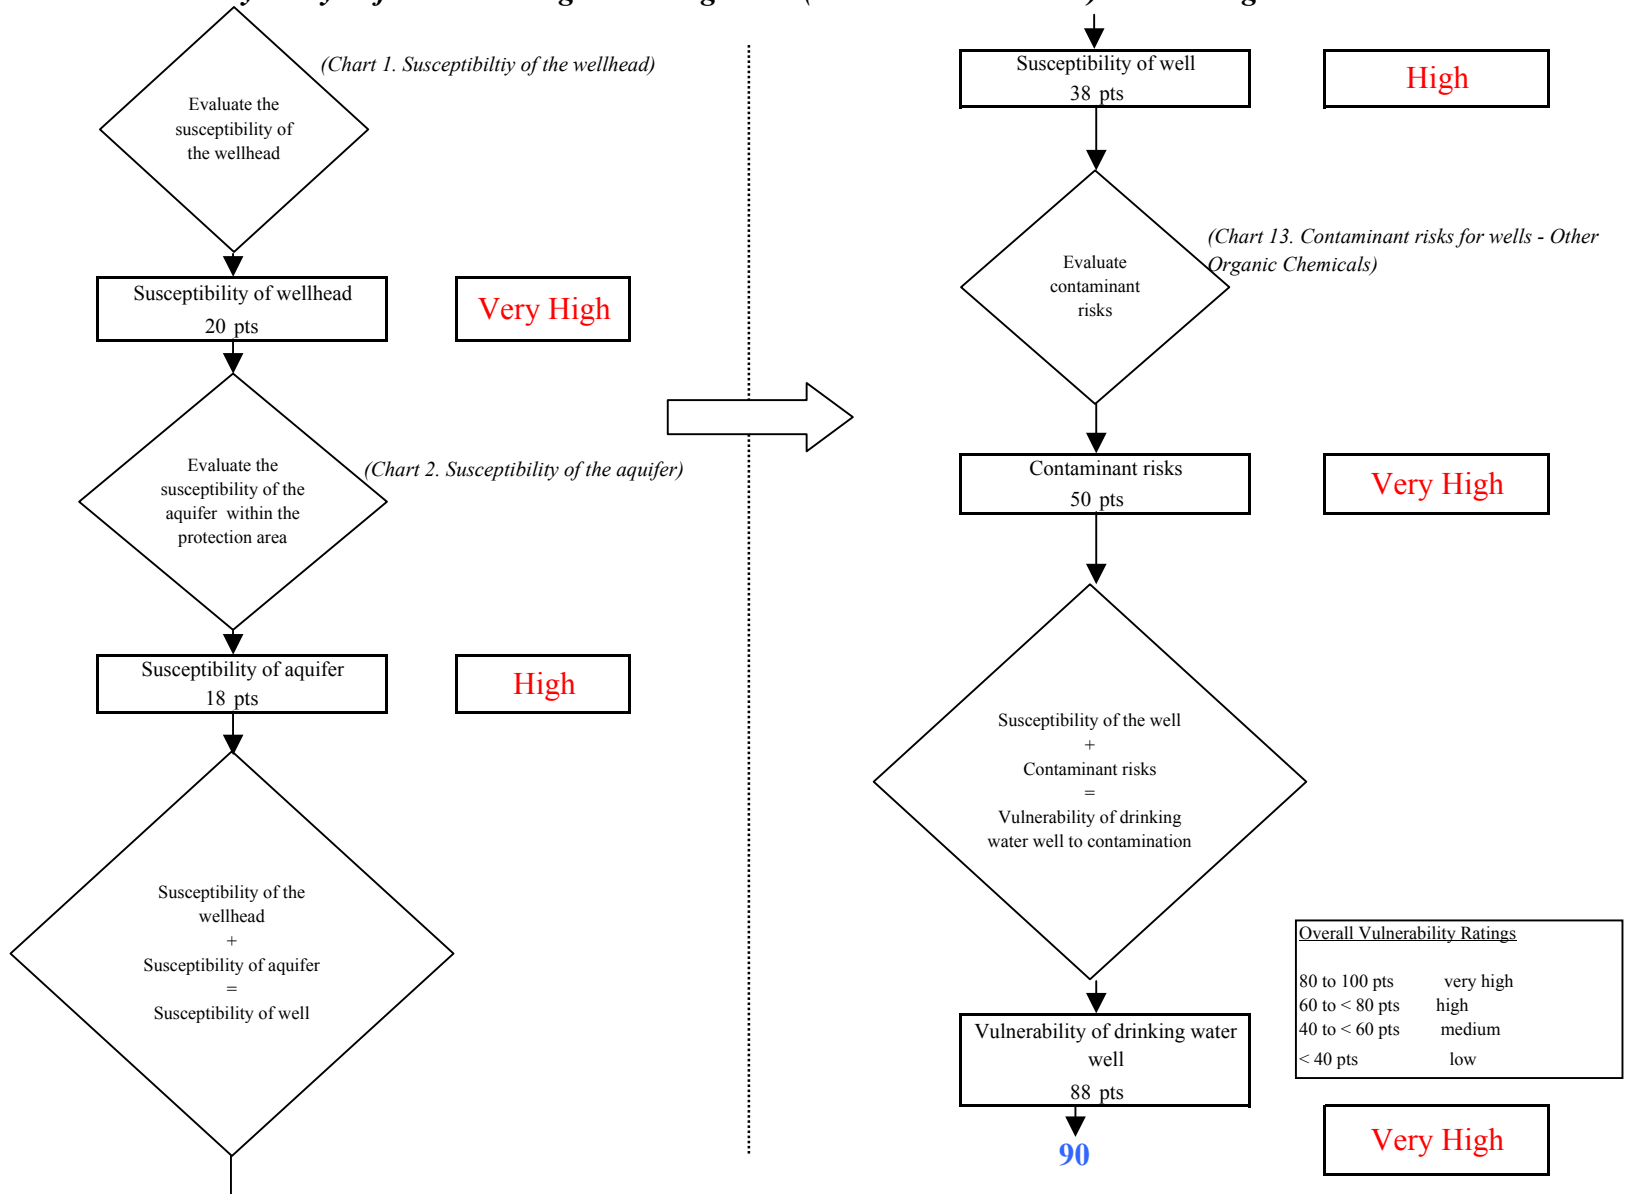 (Chart 1. Susceptibiltiy of the wellhead)
Evaluate the
susceptibility of
the wellhead
Susceptibility of wellhead
20 pts
Very High
Evaluate the
susceptibility of the
aquifer within the
protection area
(Chart 2. Susceptibility of the aquifer)
Susceptibility of aquifer
18 pts
High
Susceptibility of the
wellhead
+
Susceptibility of aquifer
=
Susceptibility of well
Susceptibility of well
38 pts
High
Evaluate
contaminant
risks
(Chart 13. Contaminant risks for wells - Other
Organic Chemicals)
Contaminant risks
50 pts
Very High
Susceptibility of the well
+
Contaminant risks
=
Vulnerability of drinking
water well to contamination
Vulnerability of drinking water
well
88 pts
90
Overall Vulnerability Ratings
80 to 100 pts very high
60 to < 80 pts high
40 to < 60 pts medium
< 40 pts low
Very High